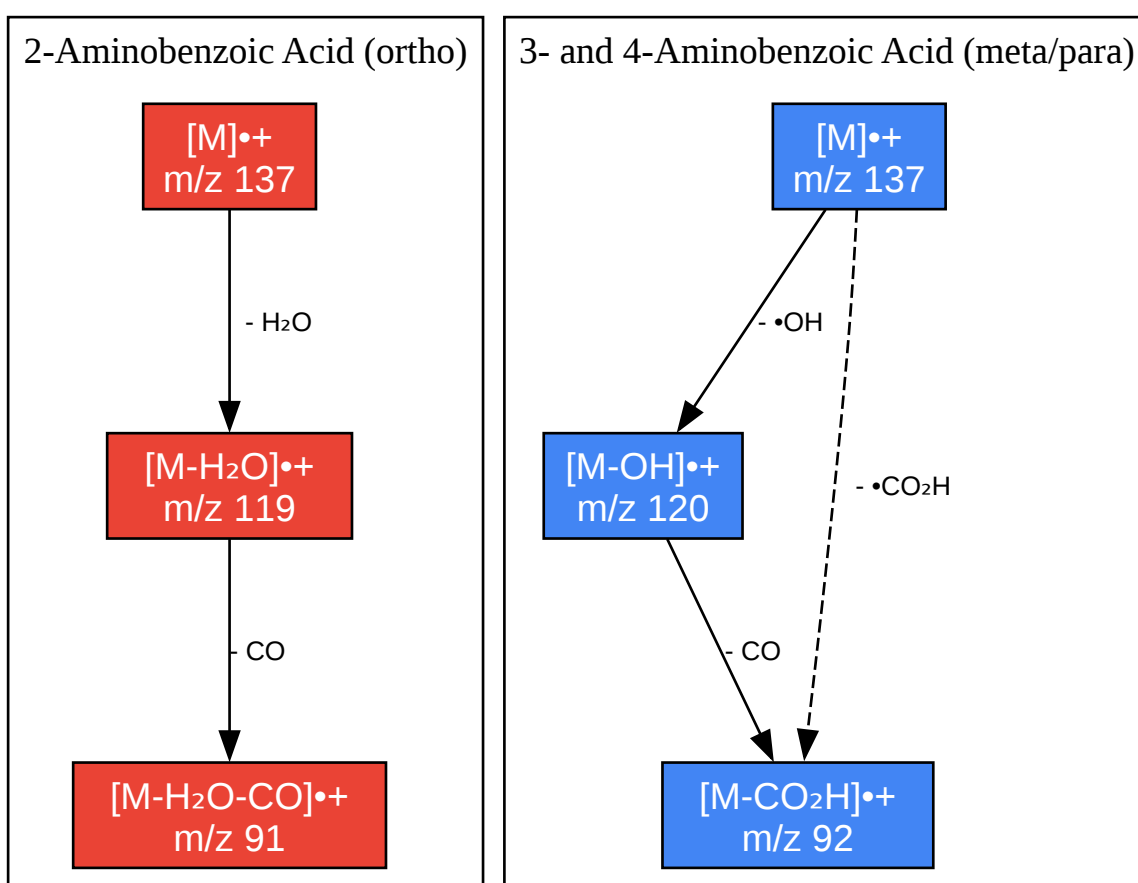 2-Aminobenzoic Acid (ortho)
[M]•+
m/z 137
- H₂O
[M-H₂O]•+
m/z 119
- CO
[M-H₂O-CO]•+
m/z 91
3- and 4-Aminobenzoic Acid (meta/para)
[M]•+
m/z 137
- •OH
[M-OH]•+
m/z 120
- •CO₂H
- CO
[M-CO₂H]•+
m/z 92